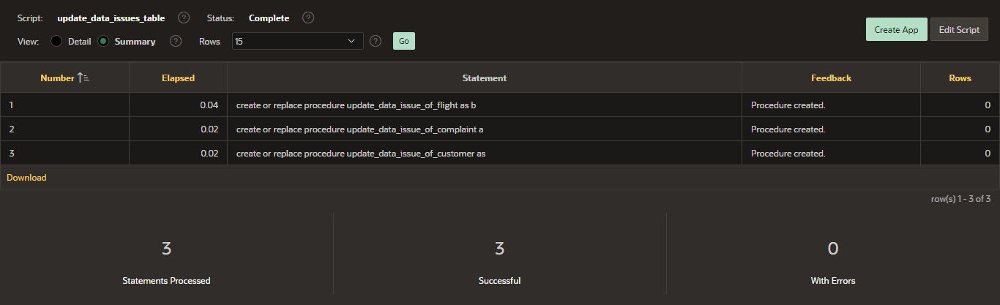 Script: update_data_issues_table ? Status: Complete ?
Create App Edit Script
View: Detail Summary ? Rows 15 ? Go
Number Elapsed Statement Feedback Rows
1 0.04 create or replace procedure update_data_issue_of_flight as b Procedure created. 0
2 0.02 create or replace procedure update_data_issue_of_complaint a Procedure created. 0
3 0.02 create or replace procedure update_data_issue_of_customer as Procedure created. 0
Download
row(s) 1 - 3 of 3
3 3 0
Statements Processed Successful With Errors